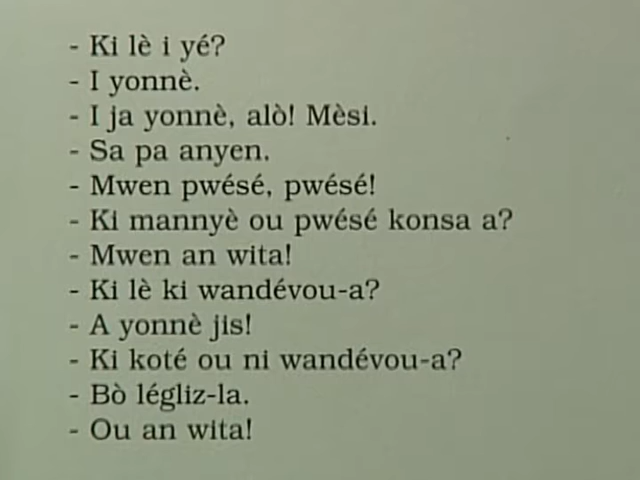 - Ki lè i yé?
- I yonnè.
- I ja yonnè, alò! Mèsi.
- Sa pa anyen.
- Mwen pwésé, pwésé!
- Ki mannyè ou pwésé konsa a?
- Mwen an wita!
- Ki lè ki wandévou-a?
- A yonnè jis!
- Ki koté ou ni wandévou-a?
- Bò légliz-la.
- Ou an wita!